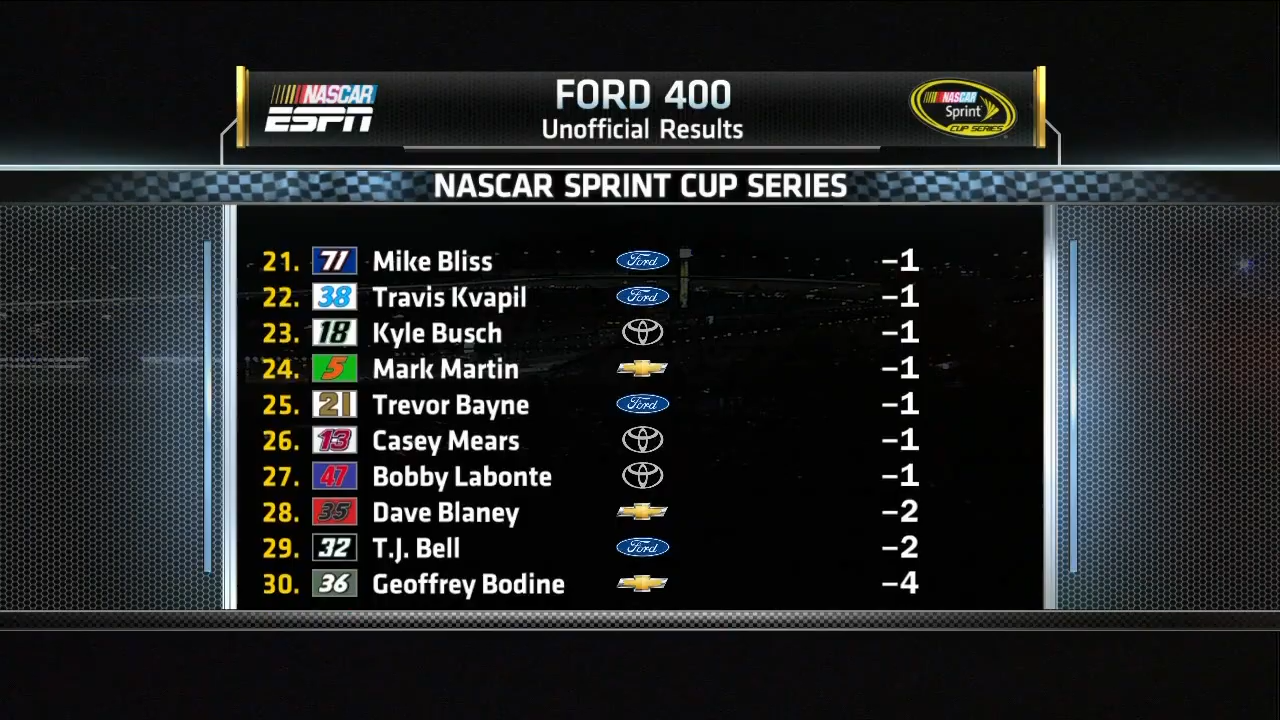 NASCAR
ESPN
FORD 400
Unofficial Results
NASCAR
Sprint
CUP SERIES
NASCAR SPRINT CUP SERIES
21. 71 Mike Bliss Ford -1
22. 38 Travis Kvapil Ford -1
23. 18 Kyle Busch -1
24. 5 Mark Martin -1
25. 21 Trevor Bayne Ford -1
26. 13 Casey Mears -1
27. 47 Bobby Labonte -1
28. 35 Dave Blaney -2
29. 32 T.J. Bell Ford -2
30. 36 Geoffrey Bodine -4